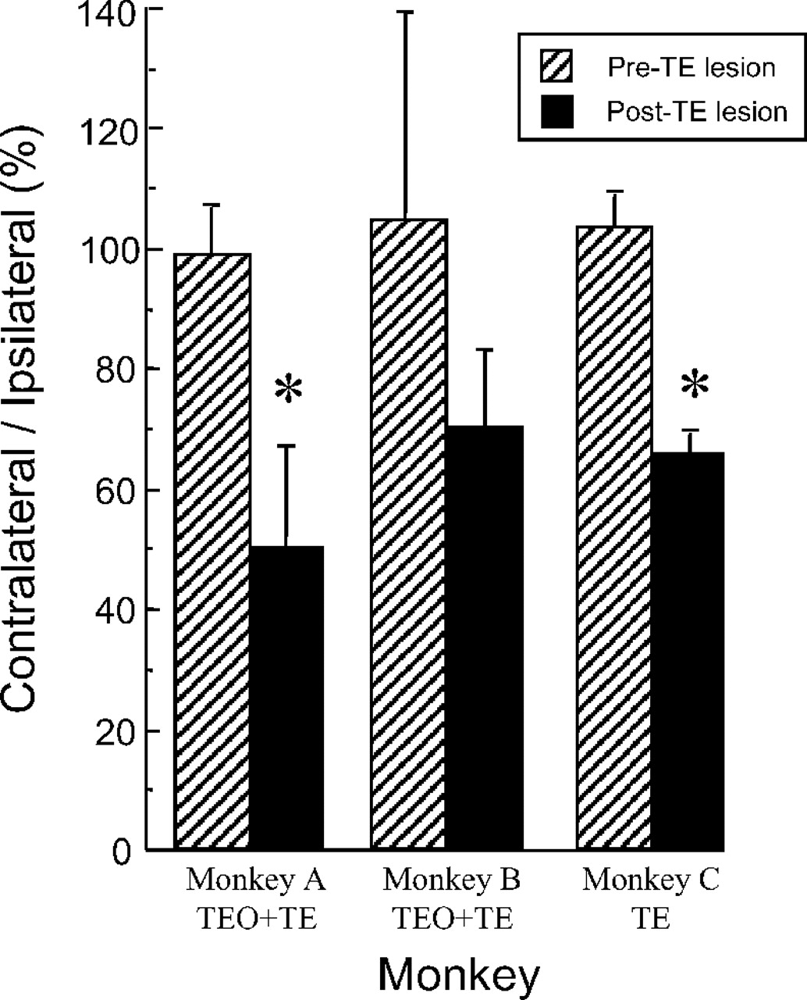 140
120
100
80
60
40
20
0
Contralateral / Ipsilateral (%)
Pre-TE lesion
Post-TE lesion
*
*
Monkey A
TEO+TE
Monkey B
TEO+TE
Monkey C
TE
Monkey